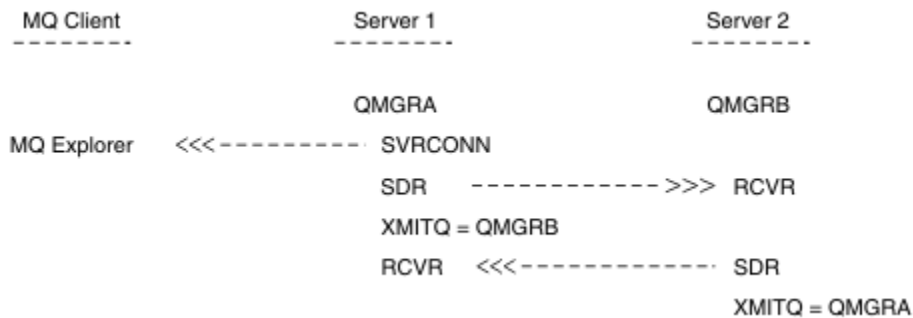 MQ Client Server 1 Server 2
QMGRA QMGRB
MQ Explorer <<<---------- SVRCONN
SDR ------------->>> RCVR
XMITQ = QMGRB
RCVR <<<------------- SDR
XMITQ = QMGRA